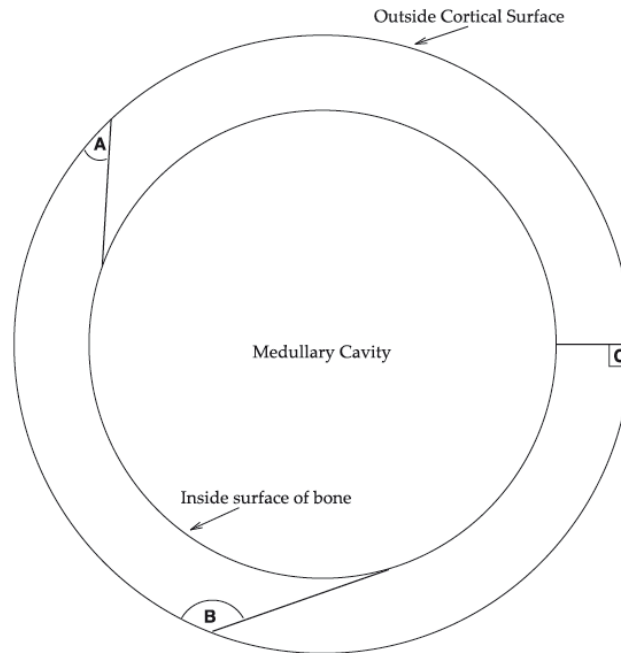 Outside Cortical Surface
A
Medullary Cavity
C
Inside surface of bone
B